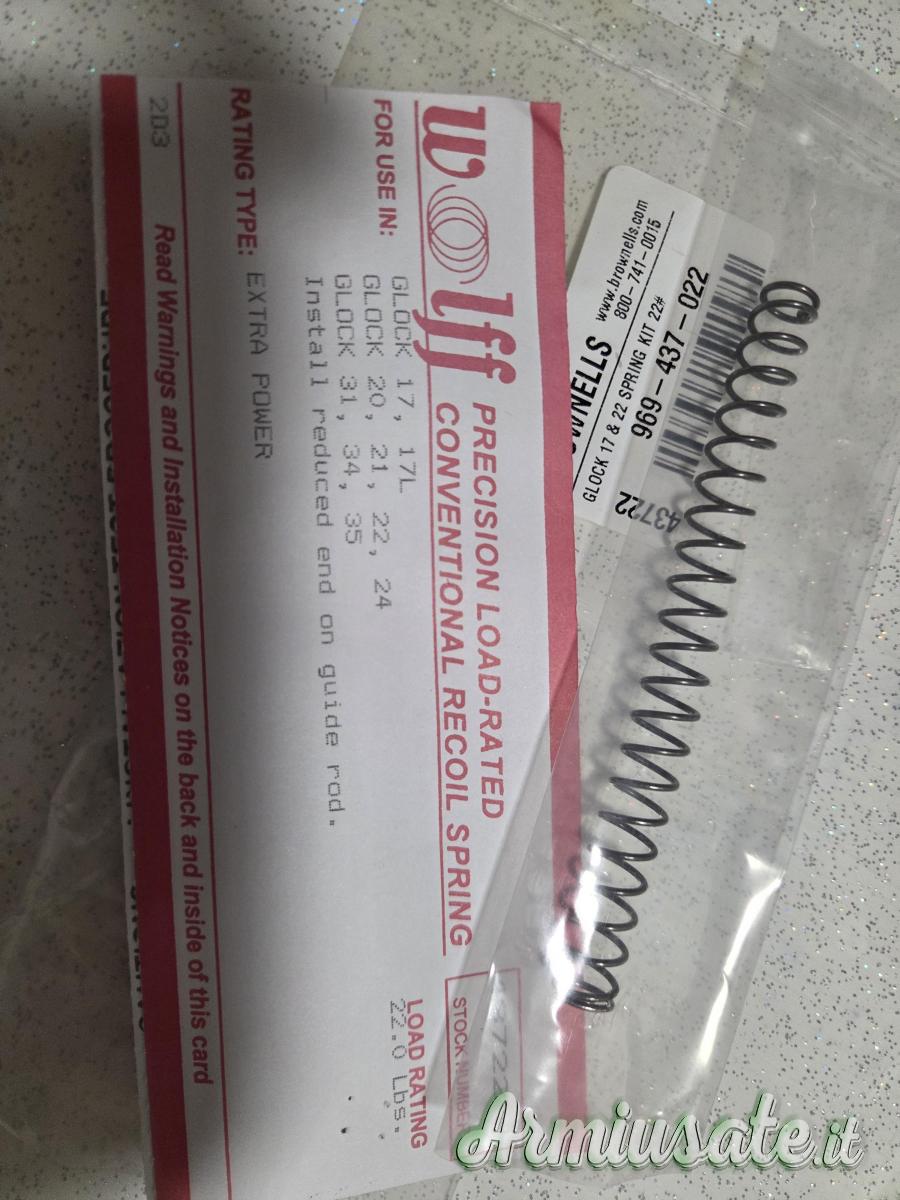 wolff PRECISION LOAD-RATED
CONVENTIONAL RECOIL SPRING
STOCK NUMBER
FOR USE IN:
GLOCK 17, 17L
GLOCK 20, 21, 22, 24
GLOCK 31, 34, 35
Install reduced end on guide rod.
LOAD RATING
22.0 Lbs.
RATING TYPE: EXTRA POWER
2D3
Read Warnings and Installation Notices on the back and inside of this card
www.brownells.com
800-741-0015
GLOCK 17 & 22 SPRING KIT 22#
969-437-022
43722
Armiusate.it